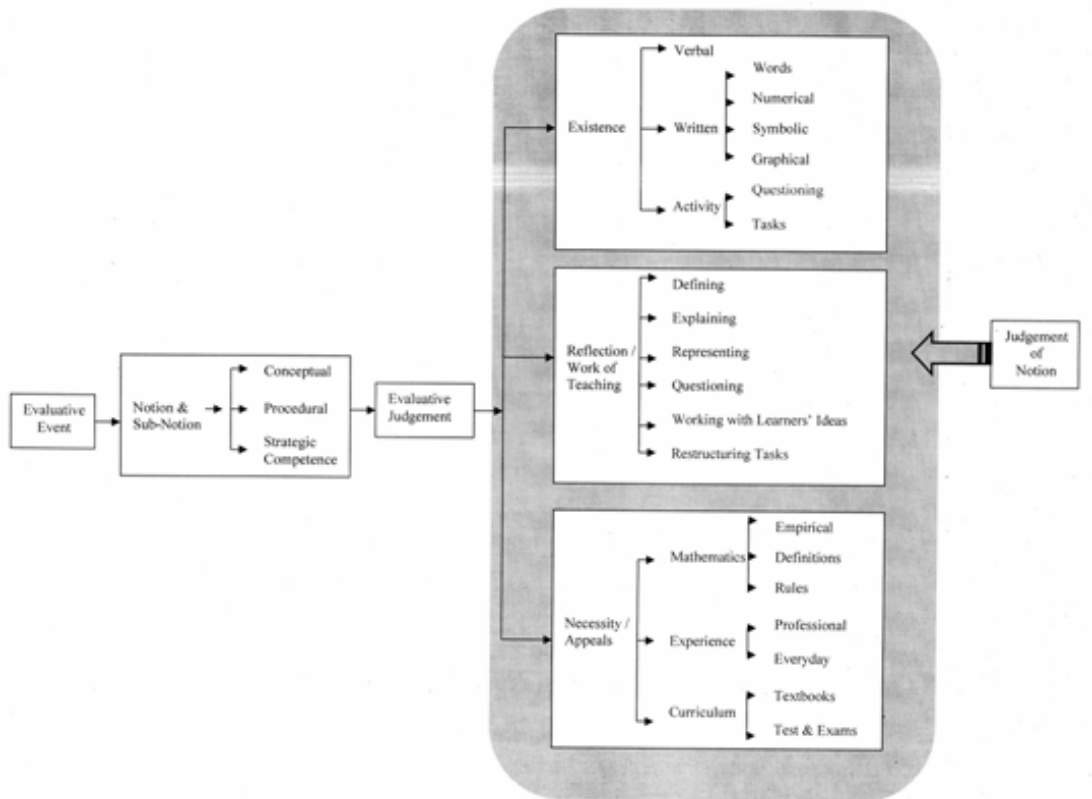 Evaluative
Event
Notion &
Sub-Notion
Conceptual
Procedural
Strategic
Competence
Evaluative
Judgement
Existence
Verbal
Written
Words
Numerical
Symbolic
Graphical
Activity
Questioning
Tasks
Reflection /
Work of
Teaching
Defining
Explaining
Representing
Questioning
Working with Learners' Ideas
Restructuring Tasks
Necessity /
Appeals
Mathematics
Empirical
Definitions
Rules
Experience
Professional
Everyday
Curriculum
Textbooks
Test & Exams
Judgement
of
Notion